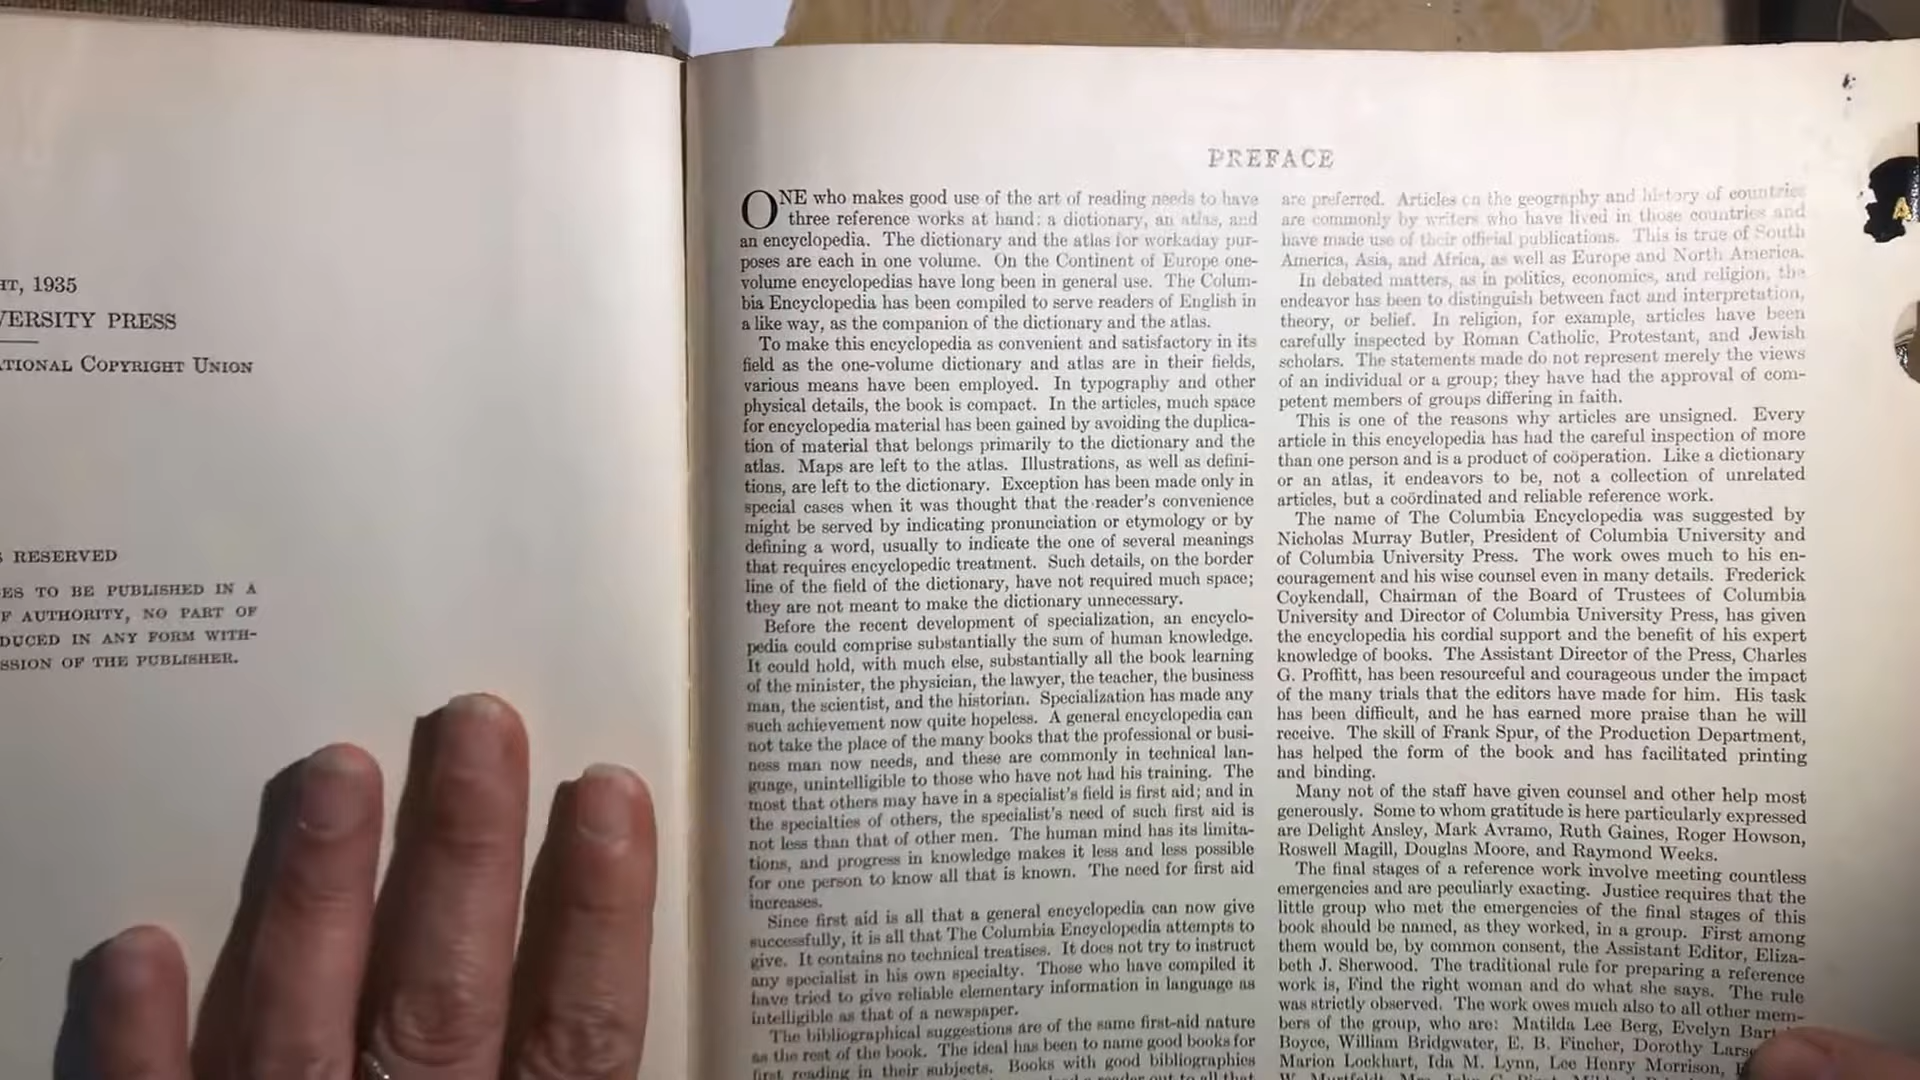 HT, 1935
VERSITY PRESS
ATIONAL COPYRIGHT UNION
RESERVED
ES TO BE PUBLISHED IN A
F AUTHORITY, NO PART OF
DUCED IN ANY FORM WITH-
SSION OF THE PUBLISHER.
PREFACE
ONE who makes good use of the art of reading needs to have
three reference works at hand: a dictionary, an atlas, and
an encyclopedia. The dictionary and the atlas for workaday pur-
poses are each in one volume. On the Continent of Europe one-
volume encyclopedias have long been in general use. The Colum-
bia Encyclopedia has been compiled to serve readers of English in
a like way, as the companion of the dictionary and the atlas.
To make this encyclopedia as convenient and satisfactory in its
field as the one-volume dictionary and atlas are in their fields,
various means have been employed. In typography and other
physical details, the book is compact. In the articles, much space
for encyclopedia material has been gained by avoiding the duplica-
tion of material that belongs primarily to the dictionary and the
atlas. Maps are left to the atlas. Illustrations, as well as defini-
tions, are left to the dictionary. Exception has been made only in
special cases when it was thought that the reader's convenience
might be served by indicating pronunciation or etymology or by
defining a word, usually to indicate the one of several meanings
that requires encyclopedic treatment. Such details, on the border
line of the field of the dictionary, have not required much space;
they are not meant to make the dictionary unnecessary.
Before the recent development of specialization, an encyclo-
pedia could comprise substantially the sum of human knowledge.
It could hold, with much else, substantially all the book learning
of the minister, the physician, the lawyer, the teacher, the business
man, the scientist, and the historian. Specialization has made any
such achievement now quite hopeless. A general encyclopedia can
not take the place of the many books that the professional or busi-
ness man now needs, and these are commonly in technical lan-
guage, unintelligible to those who have not had his training. The
most that others may have in a specialist's field is first aid; and in
the specialties of others, the specialist's need of such first aid is
not less than that of other men. The human mind has its limita-
tions, and progress in knowledge makes it less and less possible
for one person to know all that is known. The need for first aid
increases.
Since first aid is all that a general encyclopedia can now give
successfully, it is all that The Columbia Encyclopedia attempts to
give. It contains no technical treatises. It does not try to instruct
any specialist in his own specialty. Those who have compiled it
have tried to give reliable elementary information in language as
intelligible as that of a newspaper.
The bibliographical suggestions are of the same first-aid nature
as the rest of the book. The ideal has been to name good books for
first reading in their subjects. Books with good bibliographies
are preferred. Articles on the geography and history of countries
are commonly by writers who have lived in those countries and
have made use of their official publications. This is true of South
America, Asia, and Africa, as well as Europe and North America.
In debated matters, as in politics, economics, and religion, the
endeavor has been to distinguish between fact and interpretation,
theory, or belief. In religion, for example, articles have been
carefully inspected by Roman Catholic, Protestant, and Jewish
scholars. The statements made do not represent merely the views
of an individual or a group; they have had the approval of com-
petent members of groups differing in faith.
This is one of the reasons why articles are unsigned. Every
article in this encyclopedia has had the careful inspection of more
than one person and is a product of coöperation. Like a dictionary
or an atlas, it endeavors to be, not a collection of unrelated
articles, but a coördinated and reliable reference work.
The name of The Columbia Encyclopedia was suggested by
Nicholas Murray Butler, President of Columbia University and
of Columbia University Press. The work owes much to his en-
couragement and his wise counsel even in many details. Frederick
Coykendall, Chairman of the Board of Trustees of Columbia
University and Director of Columbia University Press, has given
the encyclopedia his cordial support and the benefit of his expert
knowledge of books. The Assistant Director of the Press, Charles
G. Proffitt, has been resourceful and courageous under the impact
of the many trials that the editors have made for him. His task
has been difficult, and he has earned more praise than he will
receive. The skill of Frank Spur, of the Production Department,
has helped the form of the book and has facilitated printing
and binding.
Many not of the staff have given counsel and other help most
generously. Some to whom gratitude is here particularly expressed
are Delight Ansley, Mark Avramo, Ruth Gaines, Roger Howson,
Roswell Magill, Douglas Moore, and Raymond Weeks.
The final stages of a reference work involve meeting countless
emergencies and are peculiarly exacting. Justice requires that the
little group who met the emergencies of the final stages of this
book should be named, as they worked, in a group. First among
them would be, by common consent, the Assistant Editor, Eliza-
beth J. Sherwood. The traditional rule for preparing a reference
work is, Find the right woman and do what she says. The rule
was strictly observed. The work owes much also to all other mem-
bers of the group, who are: Matilda Lee Berg, Evelyn Bart
Boyce, William Bridgwater, E. B. Fincher, Dorothy Lars
Marion Lockhart, Ida M. Lynn, Lee Henry Morrison,